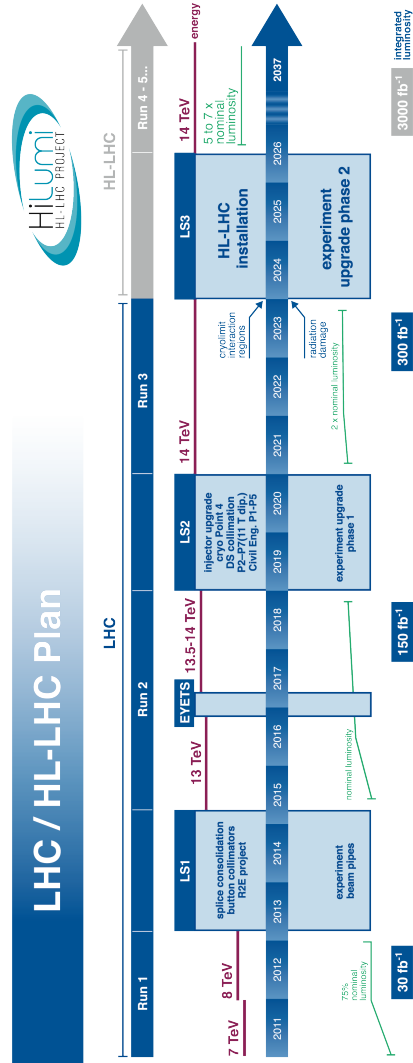 LHC / HL-LHC Plan
HiLumi
HL-LHC PROJECT
LHC
HL-LHC
Run 1
Run 2
Run 3
Run 4 - 5...
LS1
EYETS
LS2
LS3
energy
7 TeV
8 TeV
13 TeV
13.5-14 TeV
14 TeV
14 TeV
splice consolidation
button collimators
R2E project
injector upgrade
cryo Point 4
DS collimation
P2-P7(11 T dip.)
Civil Eng. P1-P5
cryolimit
interaction
regions
HL-LHC
installation
5 to 7 x
nominal
luminosity
2011
2012
2013
2014
2015
2016
2017
2018
2019
2020
2021
2022
2023
2024
2025
2026
2037
75%
nominal
luminosity
experiment
beam pipes
nominal luminosity
experiment upgrade
phase 1
2 x nominal luminosity
radiation
damage
experiment
upgrade phase 2
30 fb-1
150 fb-1
300 fb-1
3000 fb-1
integrated
luminosity